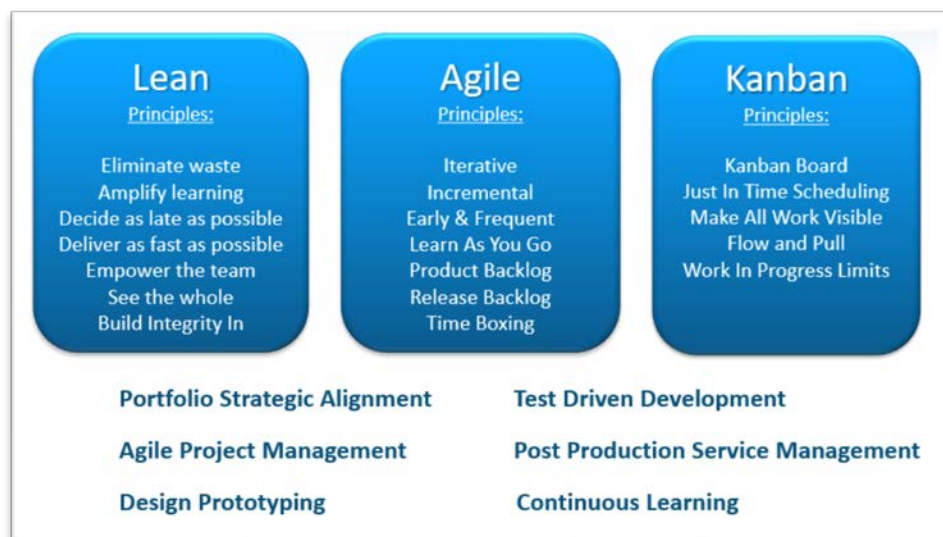 Lean
Principles:
Eliminate waste
Amplify learning
Decide as late as possible
Deliver as fast as possible
Empower the team
See the whole
Build Integrity In
Agile
Principles:
Iterative
Incremental
Early & Frequent
Learn As You Go
Product Backlog
Release Backlog
Time Boxing
Kanban
Principles:
Kanban Board
Just In Time Scheduling
Make All Work Visible
Flow and Pull
Work In Progress Limits
Portfolio Strategic Alignment
Test Driven Development
Agile Project Management
Post Production Service Management
Design Prototyping
Continuous Learning